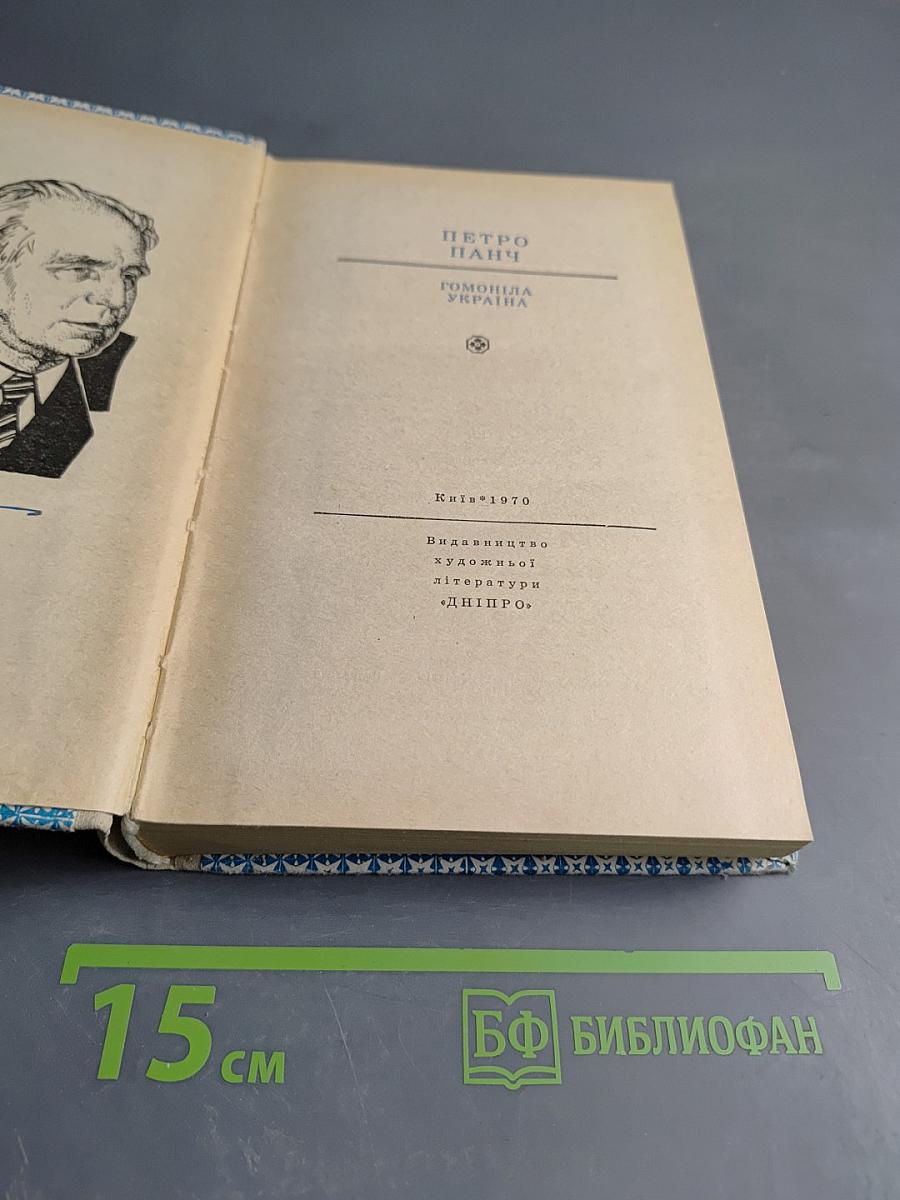 ПЕТРО
ПАНЧ
ГОМОНІЛА
УКРАЇНА
Київ*1970
Видавництво
художньої
літератури
«ДНІПРО»
15 см
БФ БИБЛИОФАН